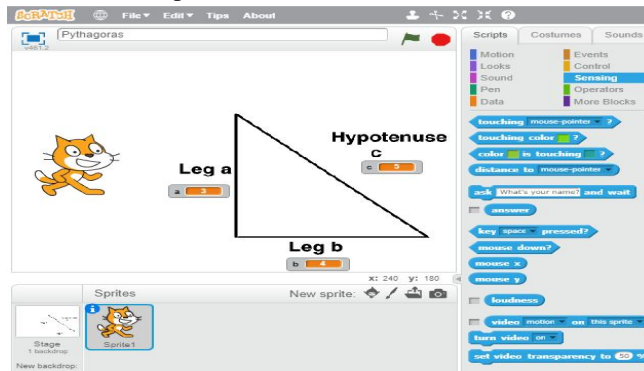 SCRATCH File Edit Tips About
Pythagoras
v461.2
Leg a
a 3
Hypotenuse
C
c 5
Leg b
b 4
x: 240 y: 180
Sprites New sprite:
Stage
1 backdrop
Sprite1
New backdrop:
Scripts Costumes Sounds
Motion Events
Looks Control
Sound Sensing
Pen Operators
Data More Blocks
touching mouse-pointer ?
touching color ?
color is touching ?
distance to mouse-pointer
ask What's your name? and wait
answer
key space pressed?
mouse down?
mouse x
mouse y
loudness
video motion on this sprite
turn video on
set video transparency to 50 %